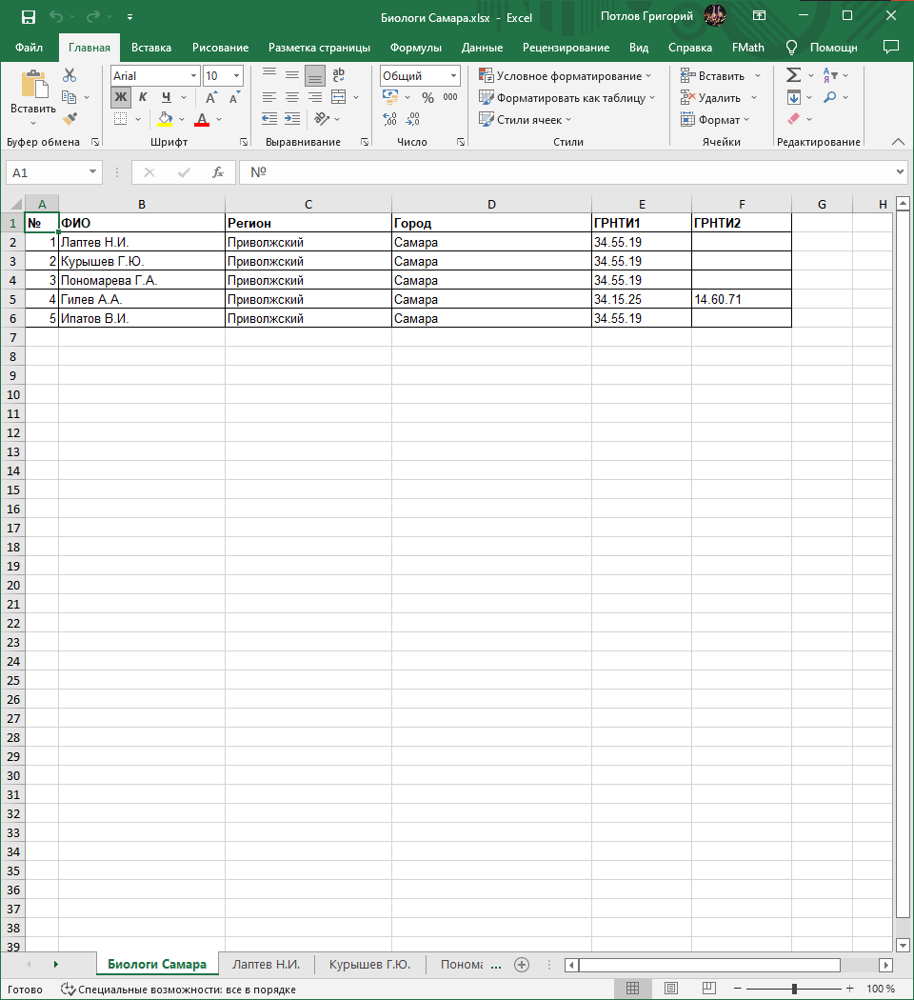 Биологи Самара.xlsx - Excel
Потлов Григорий
Файл Главная Вставка Рисование Разметка страницы Формулы Данные Рецензирование Вид Справка FMath Помощн
Вставить
Буфер обмена
Arial 10
Ж К Ч
Шрифт
ab
Выравнивание
Общий
% 000
Число
Условное форматирование
Форматировать как таблицу
Стили ячеек
Стили
Вставить
Удалить
Формат
Ячейки
Редактирование
A1 fx №
A B C D E F G H
1 № ФИО Регион Город ГРНТИ1 ГРНТИ2
2 1 Лаптев Н.И. Приволжский Самара 34.55.19
3 2 Курышев Г.Ю. Приволжский Самара 34.55.19
4 3 Пономарева Г.А. Приволжский Самара 34.55.19
5 4 Гилев А.А. Приволжский Самара 34.15.25 14.60.71
6 5 Ипатов В.И. Приволжский Самара 34.55.19
7
8
9
10
11
12
13
14
15
16
17
18
19
20
21
22
23
24
25
26
27
28
29
30
31
32
33
34
35
36
37
38
39
Биологи Самара Лаптев Н.И. Курышев Г.Ю. Понома ...
Готово Специальные возможности: все в порядке 100 %